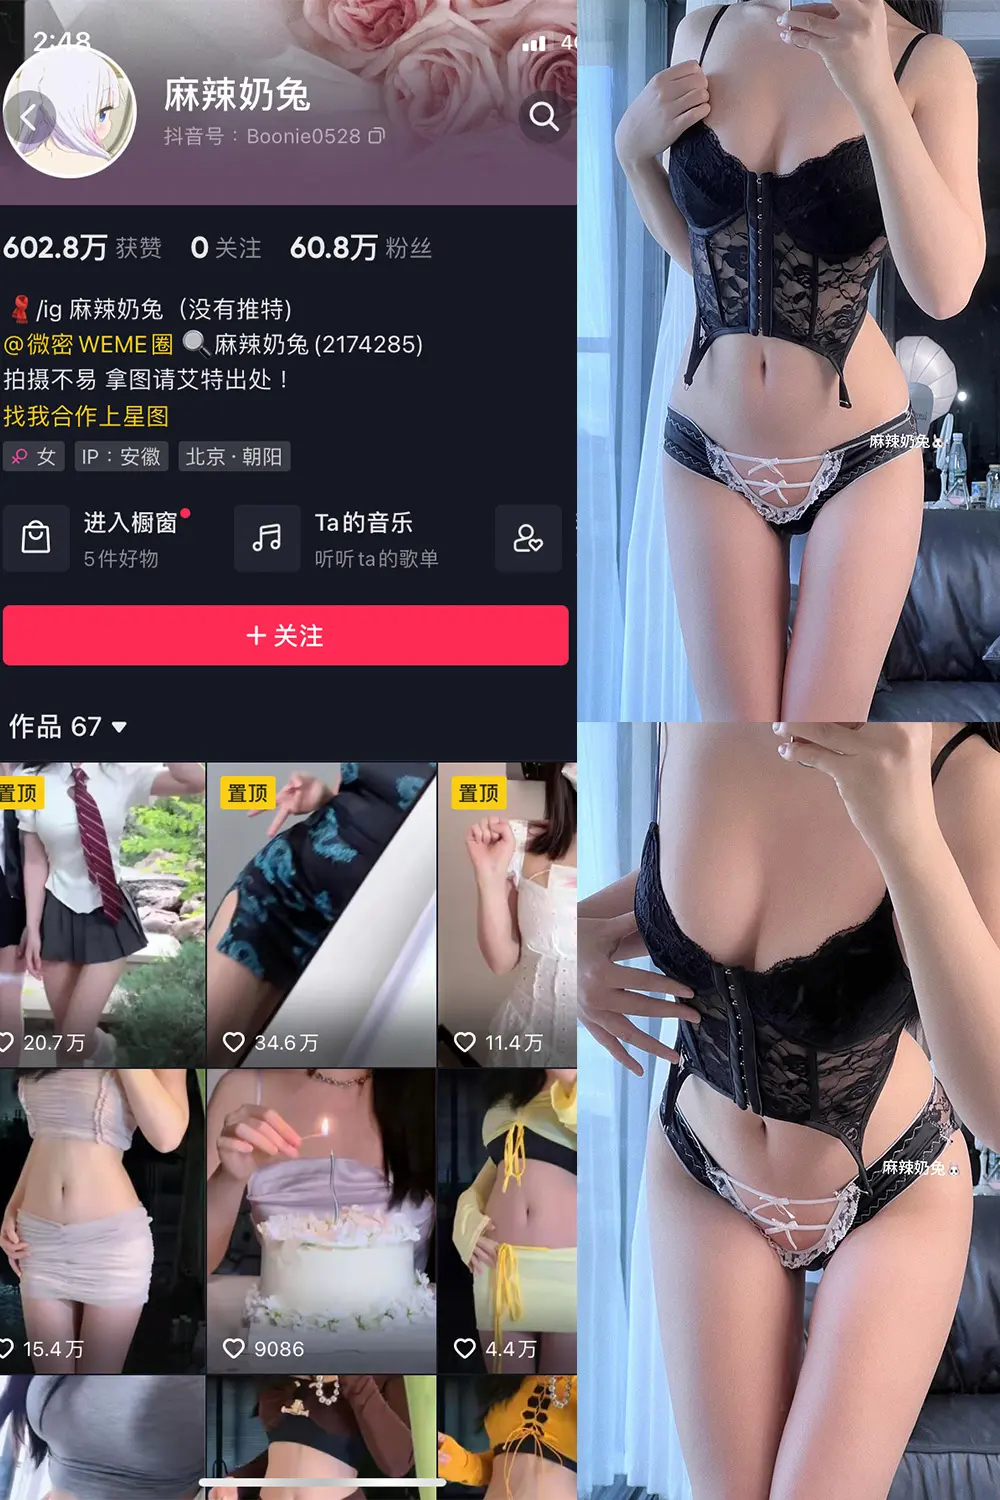 2:48
4G
麻辣奶兔
抖音号：Boonie0528
602.8万 获赞 0 关注 60.8万 粉丝
/ig 麻辣奶兔（没有推特)
@微密 WEME圈 🔍麻辣奶兔(2174285)
拍摄不易 拿图请艾特出处！
找我合作上星图
女 IP：安徽 北京·朝阳
进入橱窗 Ta的音乐
5件好物 听听ta的歌单
+ 关注
作品 67
置顶 置顶 置顶
20.7万 34.6万 11.4万
15.4万 9086 4.4万
麻辣奶兔
麻辣奶兔